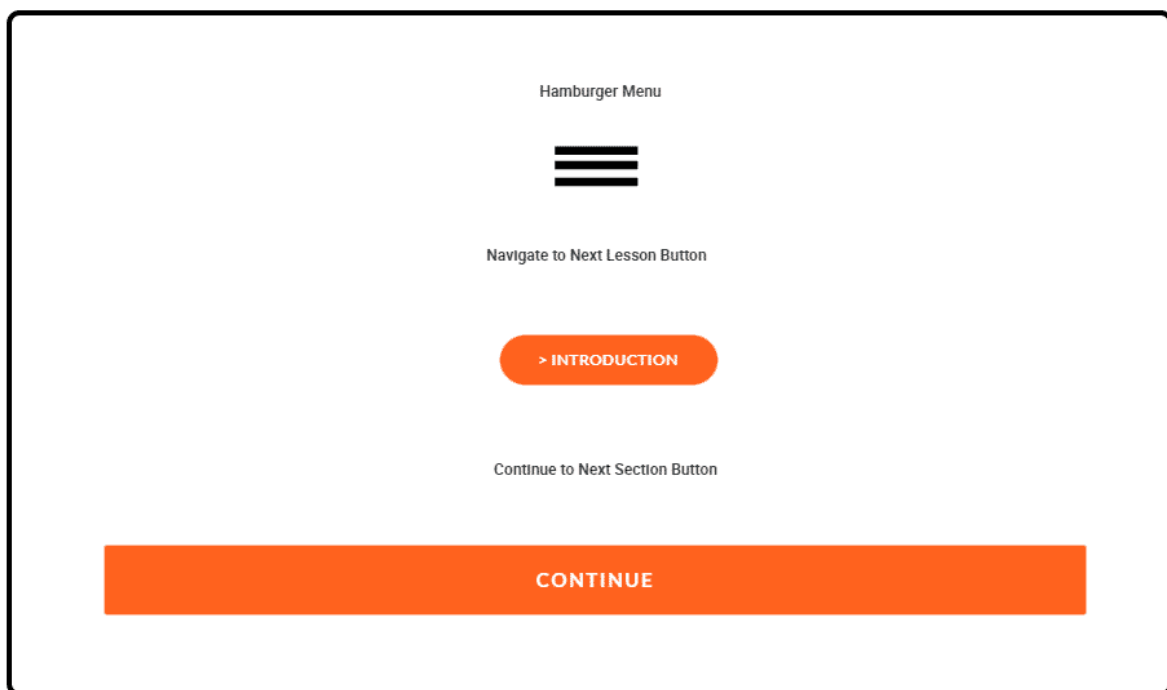 Hamburger Menu
Navigate to Next Lesson Button
> INTRODUCTION
Continue to Next Section Button
CONTINUE